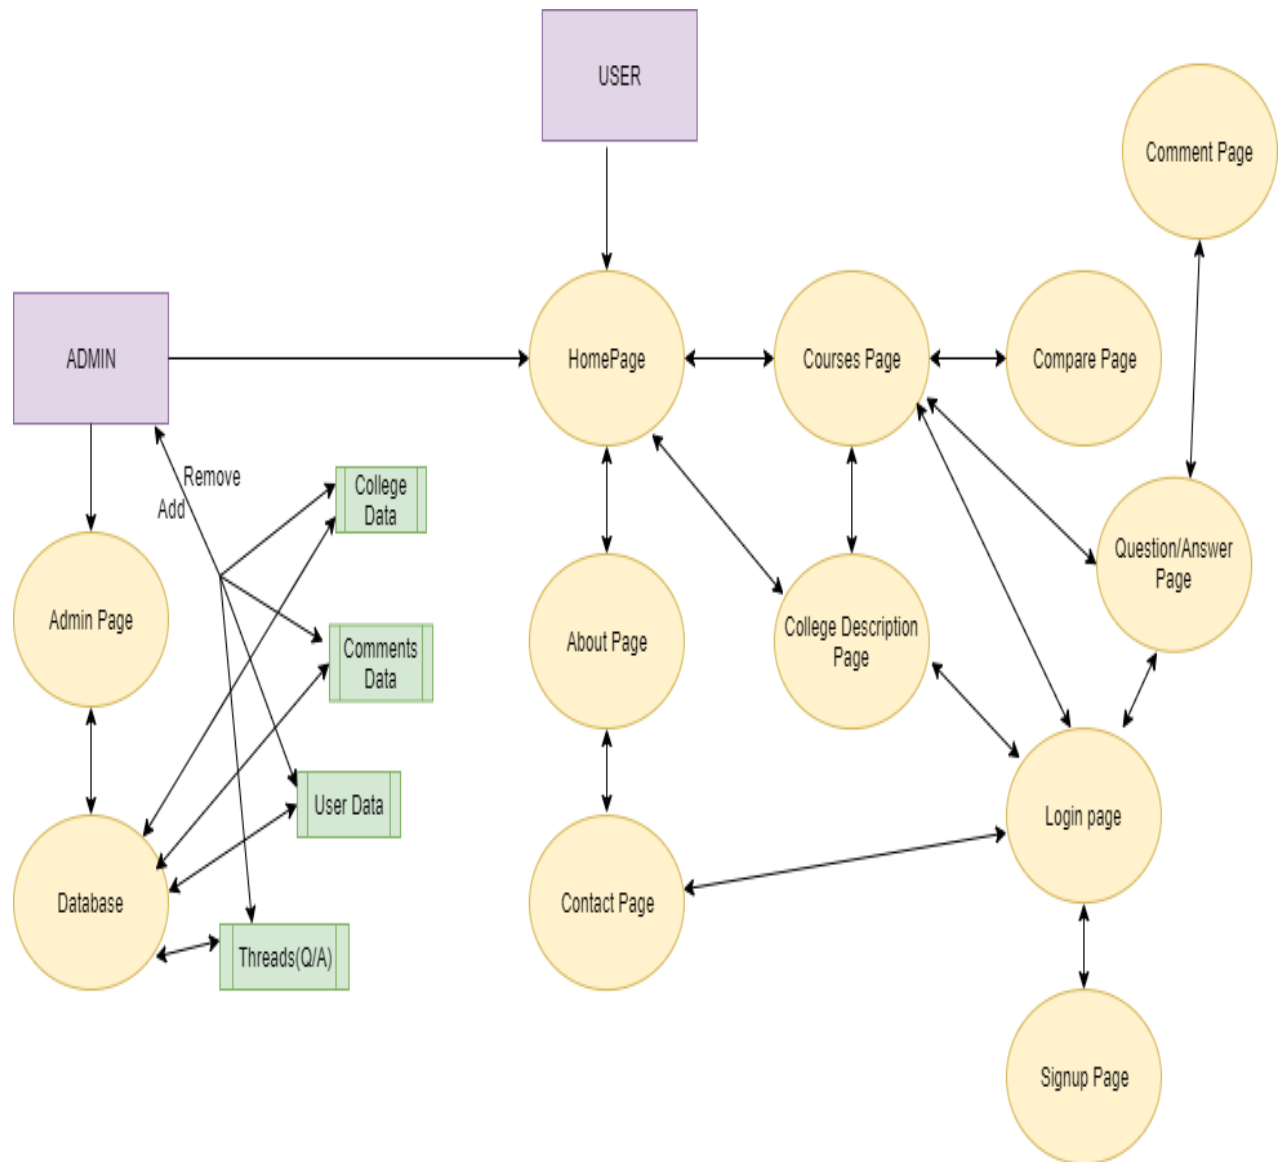 USER
Comment Page
ADMIN
HomePage
Courses Page
Compare Page
Remove
Add
College
Data
Question/Answer
Page
Admin Page
About Page
College Description
Page
Comments
Data
User Data
Login page
Database
Contact Page
Threads(Q/A)
Signup Page